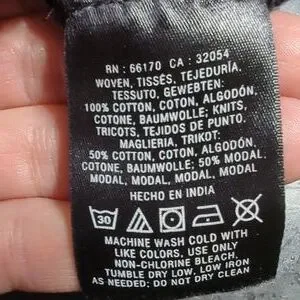 RN : 66170 CA : 32054
WOVEN, TISSÉS, TEJEDURÍA,
TESSUTO, GEWEBTEN:
100% COTTON, COTON, ALGODÓN,
COTONE, BAUMWOLLE; KNITS,
TRICOTS, TEJIDOS DE PUNTO.
MAGLIERIA, TRIKOT:
50% COTTON, COTON, ALGODÓN,
COTONE, BAUMWOLLE; 50% MODAL,
MODAL, MODAL, MODAL, MODAL
HECHO EN INDIA
30
MACHINE WASH COLD WITH
LIKE COLORS, USE ONLY
NON-CHLORINE BLEACH,
TUMBLE DRY LOW, LOW IRON
AS NEEDED; DO NOT DRY CLEAN